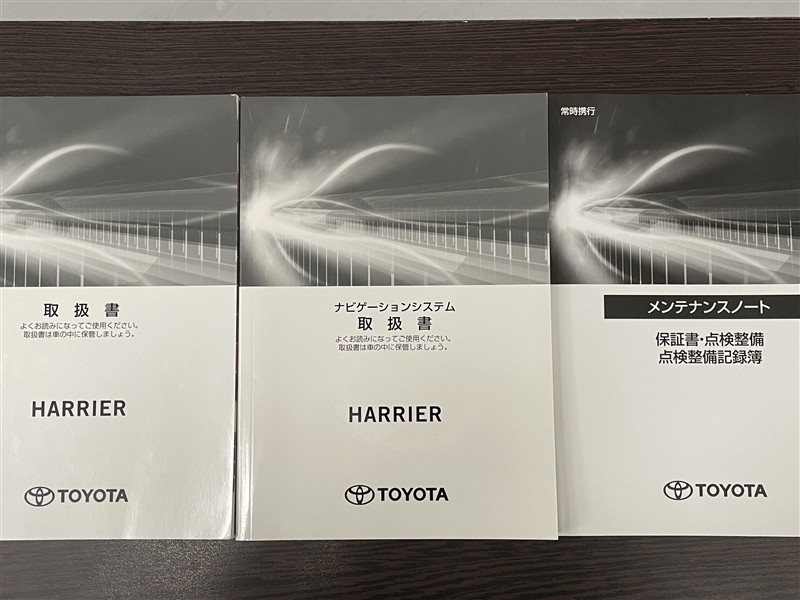 取扱書
よくお読みになってご使用ください。
取扱書は車の中に保管しましょう。
HARRIER
TOYOTA
ナビゲーションシステム
取扱書
よくお読みになってご使用ください。
取扱書は車の中に保管しましょう。
HARRIER
TOYOTA
常時携行
メンテナンスノート
保証書・点検整備
点検整備記録簿
TOYOTA